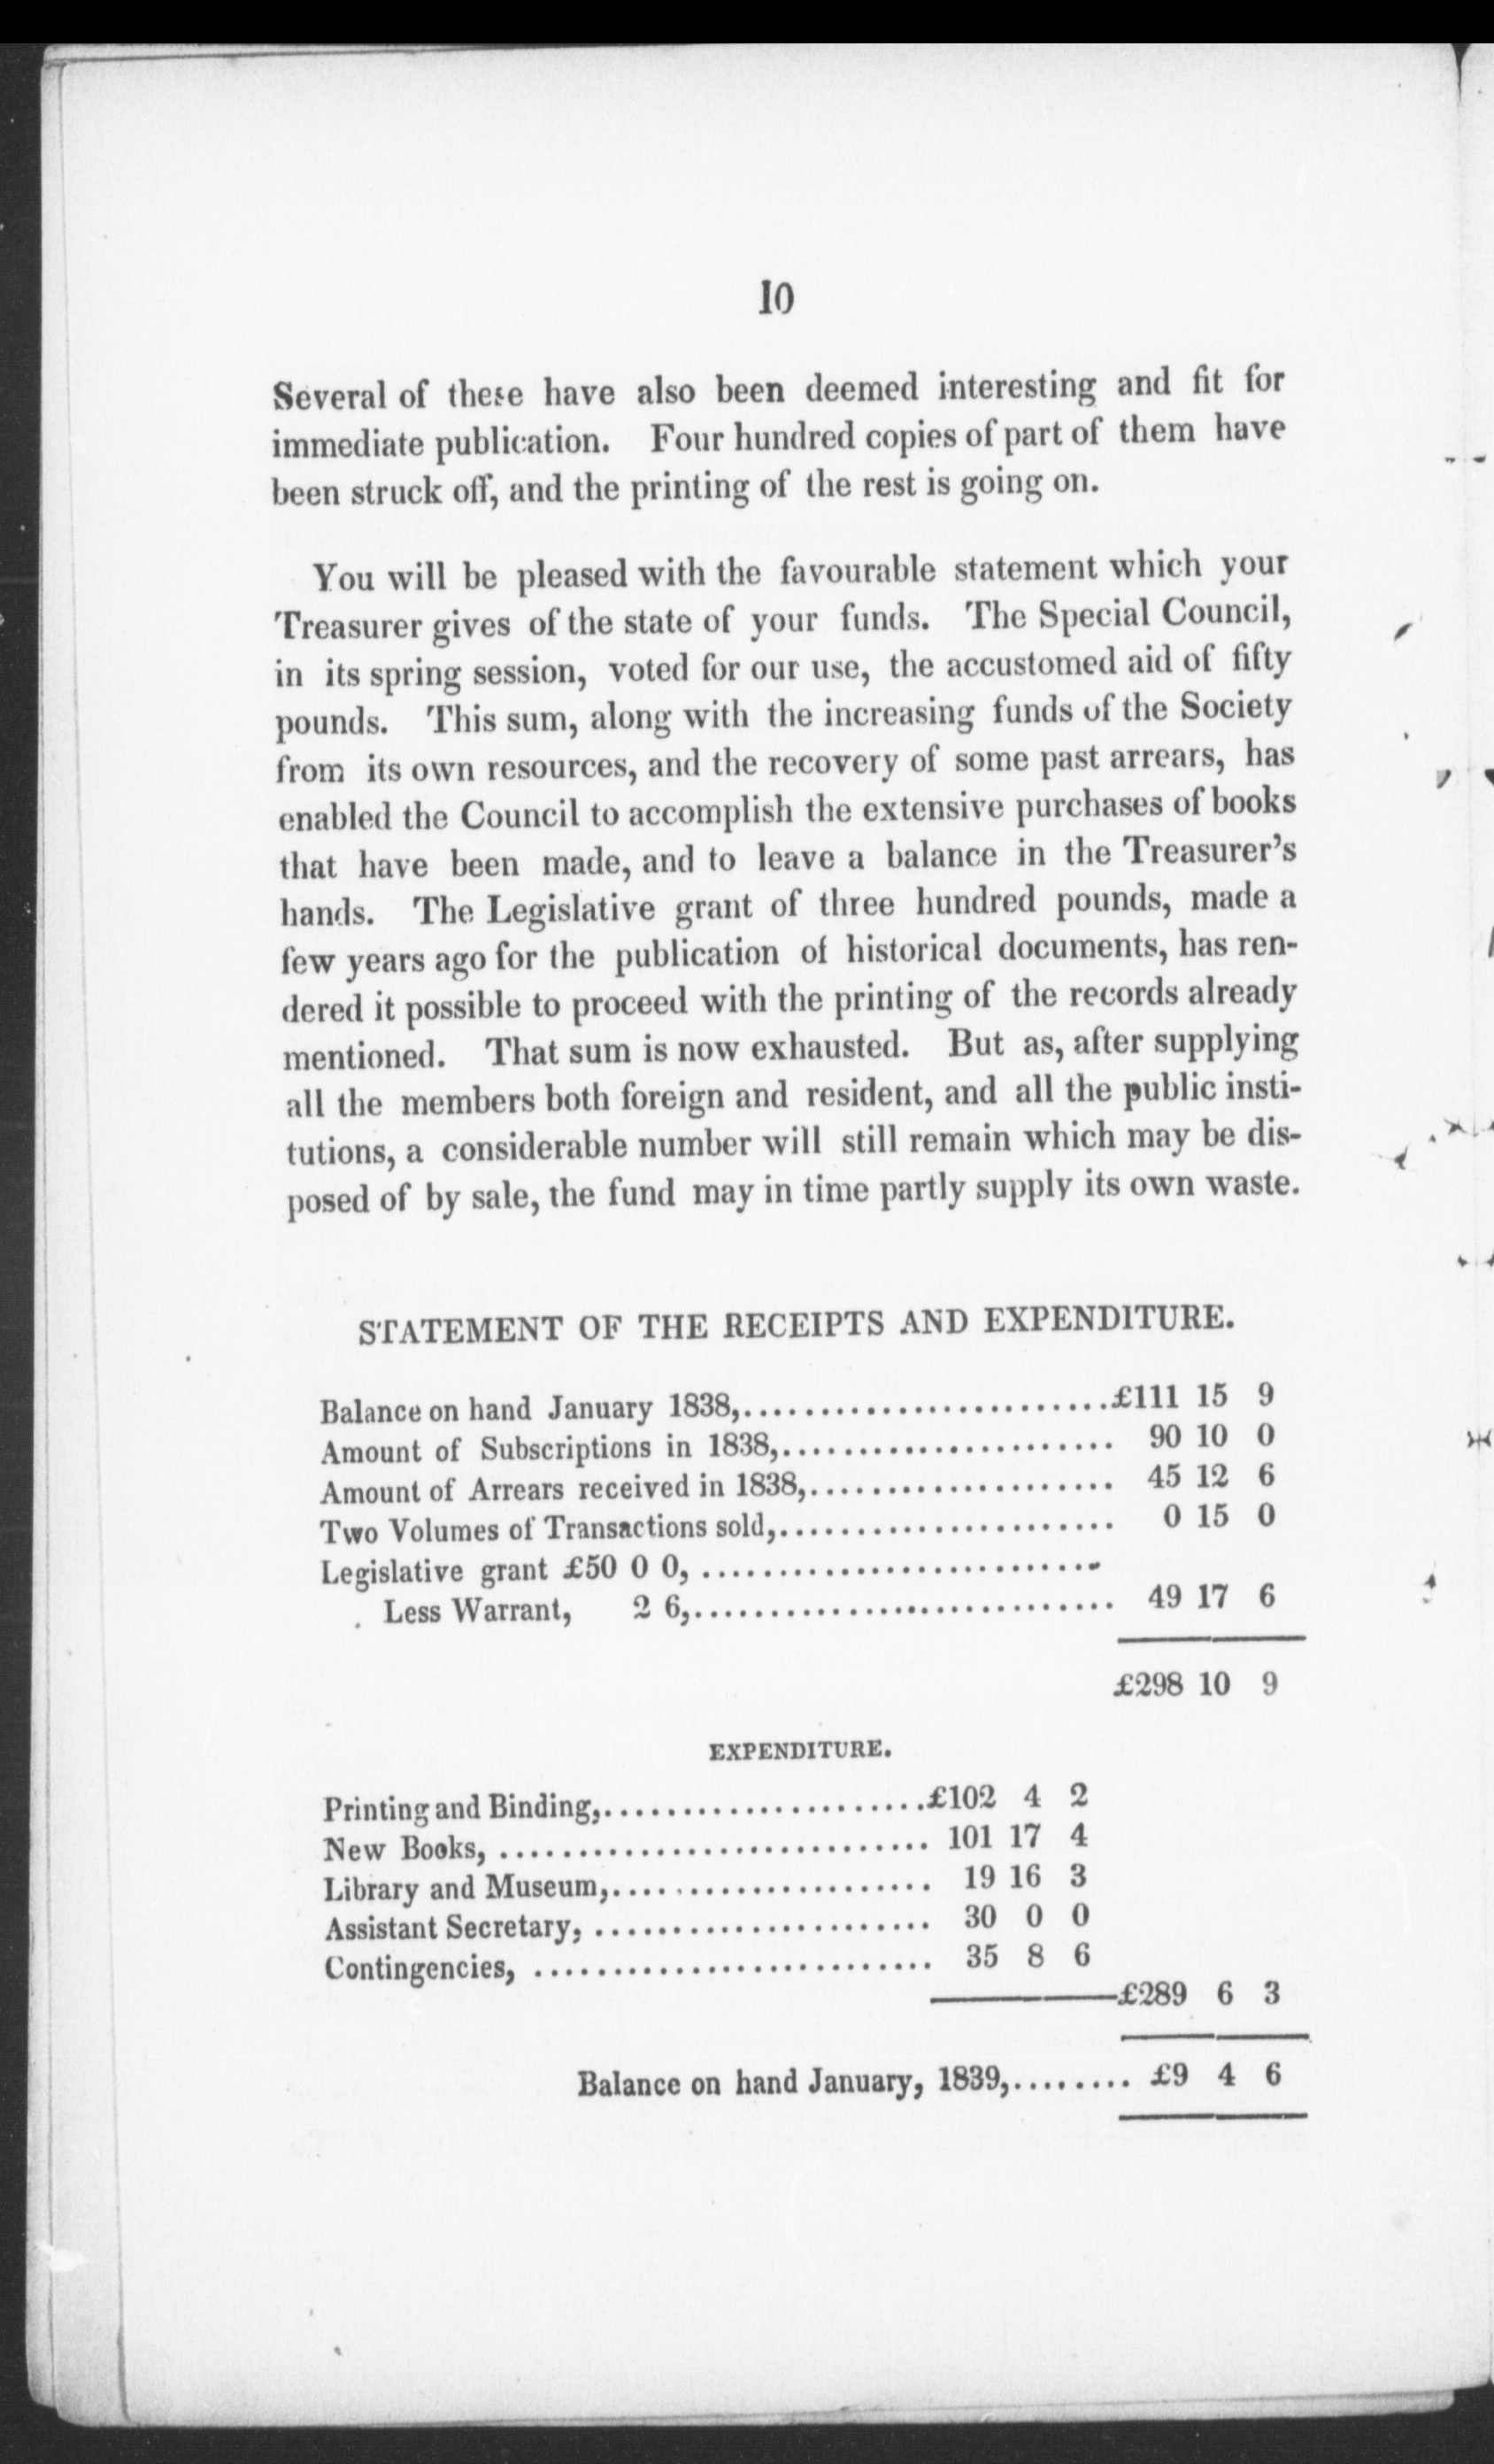 10
Several of these have also been deemed interesting and fit for
immediate publication. Four hundred copies of part of them have
been struck off, and the printing of the rest is going on.
You will be pleased with the favourable statement which your
Treasurer gives of the state of your funds. The Special Council,
in its spring session, voted for our use, the accustomed aid of fifty
pounds. This sum, along with the increasing funds of the Society
from its own resources, and the recovery of some past arrears, has
enabled the Council to accomplish the extensive purchases of books
that have been made, and to leave a balance in the Treasurer's
hands. The Legislative grant of three hundred pounds, made a
few years ago for the publication of historical documents, has ren-
dered it possible to proceed with the printing of the records already
mentioned. That sum is now exhausted. But as, after supplying
all the members both foreign and resident, and all the public insti-
tutions, a considerable number will still remain which may be dis-
posed of by sale, the fund may in time partly supply its own waste.
STATEMENT OF THE RECEIPTS AND EXPENDITURE.
Balance on hand January 1838,........................£111 15 9
Amount of Subscriptions in 1838,...................... 90 10 0
Amount of Arrears received in 1838,.................... 45 12 6
Two Volumes of Transactions sold,...................... 0 15 0
Legislative grant £50 0 0, ..........................
Less Warrant, 2 6,............................ 49 17 6
£298 10 9
EXPENDITURE.
Printing and Binding,.....................£102 4 2
New Books, ............................ 101 17 4
Library and Museum,..................... 19 16 3
Assistant Secretary, ...................... 30 0 0
Contingencies, .......................... 35 8 6
£289 6 3
Balance on hand January, 1839,........ £9 4 6